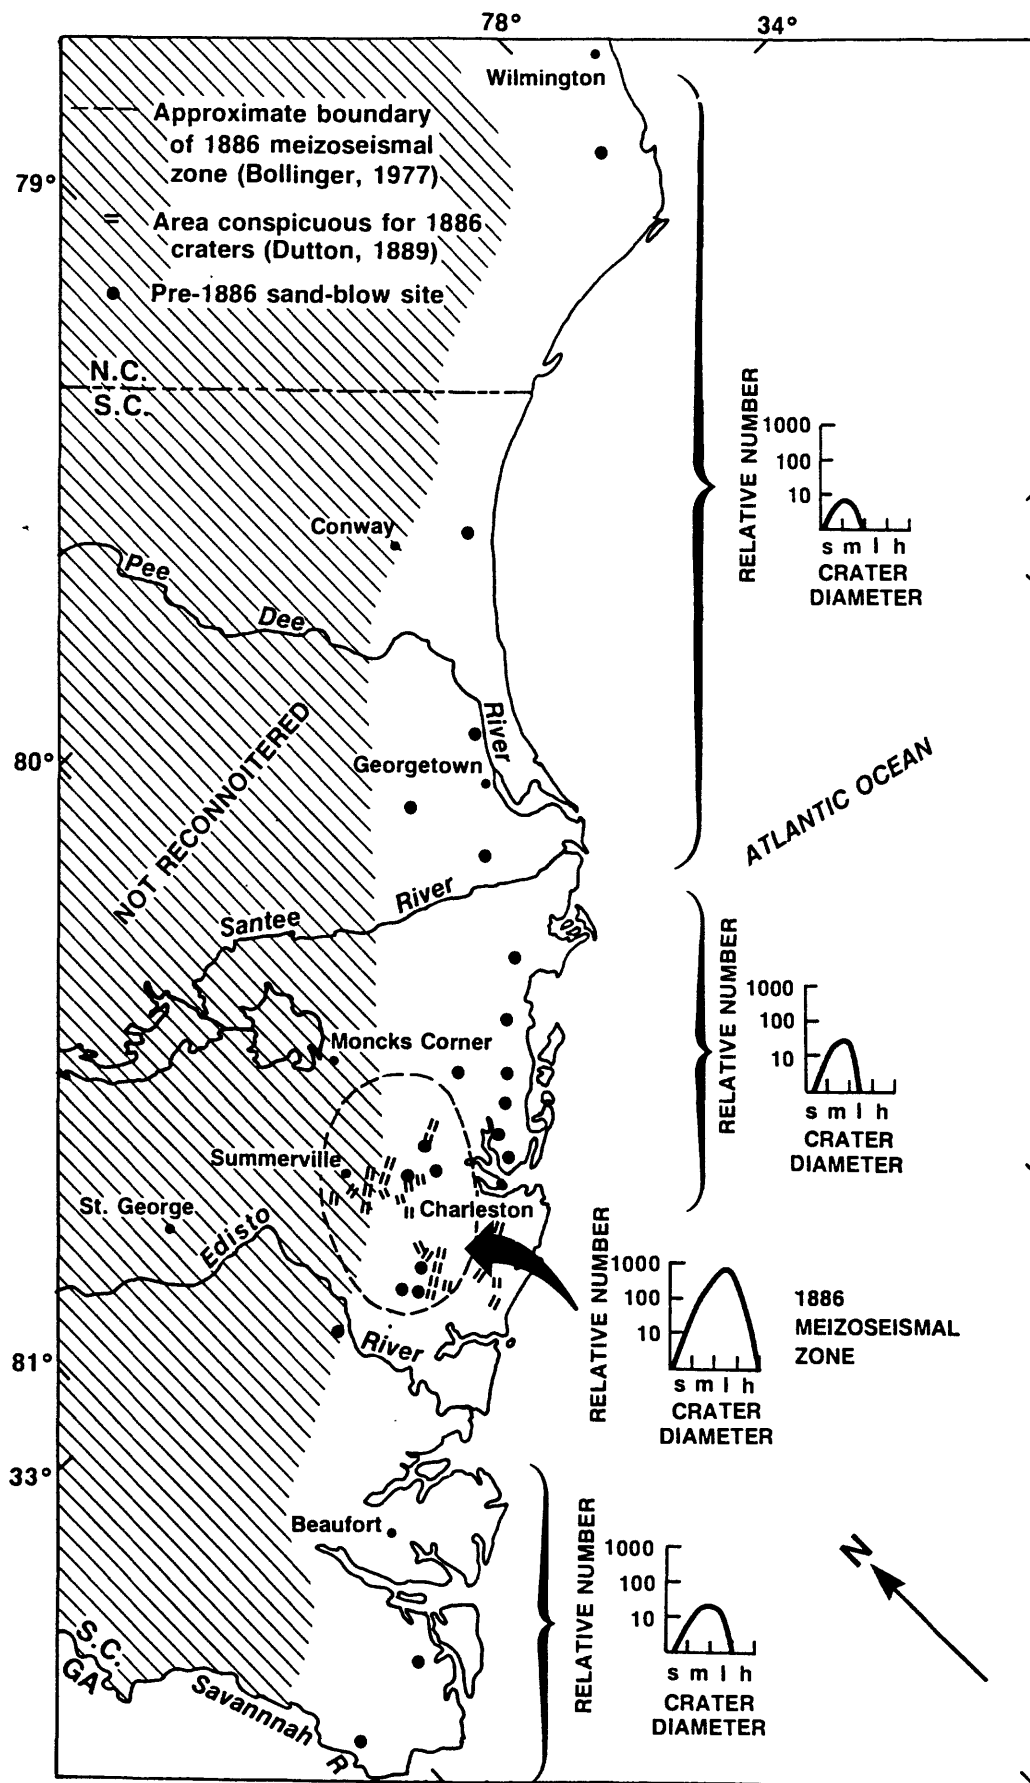 78°
34°
Wilmington
Approximate boundary
of 1886 meizoseismal
zone (Bollinger, 1977)
79°
Area conspicuous for 1886
craters (Dutton, 1889)
Pre-1886 sand-blow site
N.C.
S.C.
RELATIVE NUMBER
1000
100
10
s m l h
CRATER
DIAMETER
Conway
Pee
Dee
River
80°
NOT RECONNOITERED
Georgetown
ATLANTIC OCEAN
Santee
River
RELATIVE NUMBER
1000
100
10
s m l h
CRATER
DIAMETER
Moncks Corner
Summerville
St. George
Charleston
Edisto
River
RELATIVE NUMBER
1000
100
10
s m l h
CRATER
DIAMETER
1886
MEIZOSEISMAL
ZONE
81°
33°
Beaufort
RELATIVE NUMBER
1000
100
10
s m l h
CRATER
DIAMETER
N
S.C.
GA
Savannnah
R